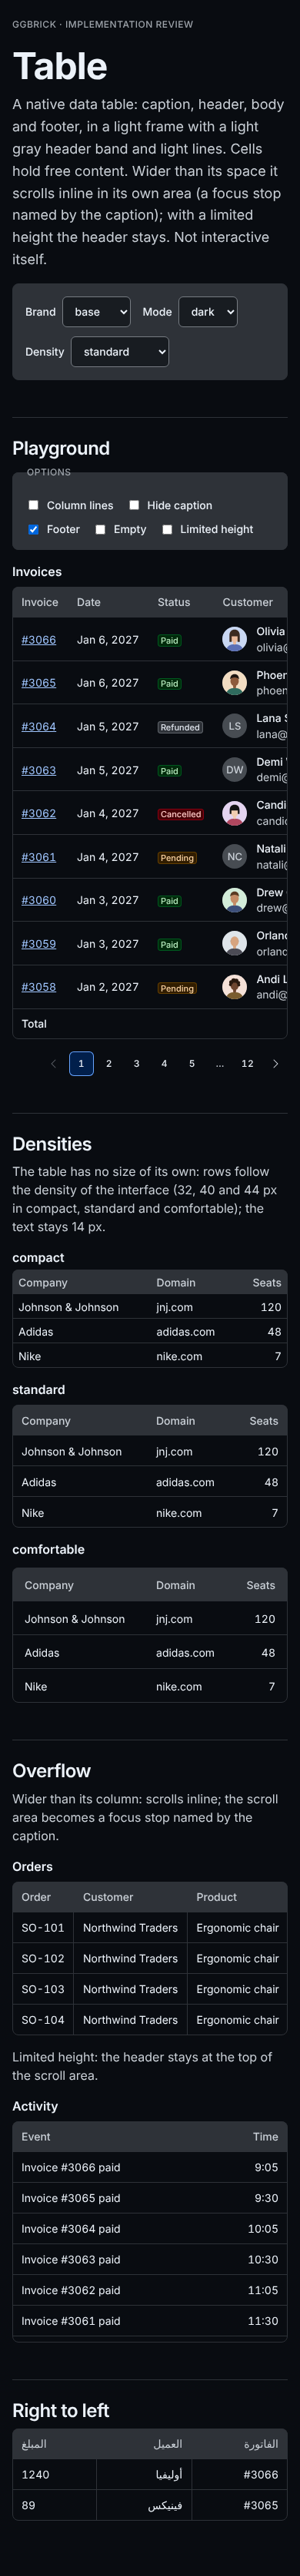 GGBRICK · IMPLEMENTATION REVIEW
Table
A native data table: caption, header, body
and footer, in a light frame with a light
gray header band and light lines. Cells
hold free content. Wider than its space it
scrolls inline in its own area (a focus stop
named by the caption); with a limited
height the header stays. Not interactive
itself.
Brand base Mode dark
Density standard
Playground
OPTIONS
Column lines Hide caption
Footer Empty Limited height
Invoices
Invoice Date Status Customer
#3066 Jan 6, 2027 Paid Olivia
olivia@
#3065 Jan 6, 2027 Paid
#3064 Jan 5, 2027 Refunded LS Lana S
lana@
#3063 Jan 5, 2027 Paid DW Demi
demi@
#3062 Jan 4, 2027 Cancelled Candi
#3061 Jan 4, 2027 Pending NC Natali
natali@
#3060 Jan 3, 2027 Paid Drew
drew@
#3059 Jan 3, 2027 Paid
#3058 Jan 2, 2027 Pending Andi L
andi@
Total
1 2 3 4 5 … 12
Densities
The table has no size of its own: rows follow
the density of the interface (32, 40 and 44 px
in compact, standard and comfortable); the
text stays 14 px.
compact
Company Domain Seats
Johnson & Johnson jnj.com 120
Adidas adidas.com 48
Nike nike.com 7
standard
Company Domain Seats
Johnson & Johnson jnj.com 120
Adidas adidas.com 48
Nike nike.com 7
comfortable
Company Domain Seats
Johnson & Johnson jnj.com 120
Adidas adidas.com 48
Nike nike.com 7
Overflow
Wider than its column: scrolls inline; the scroll
area becomes a focus stop named by the
caption.
Orders
Order Customer Product
SO-101 Northwind Traders Ergonomic chair
SO-102 Northwind Traders Ergonomic chair
SO-103 Northwind Traders Ergonomic chair
SO-104 Northwind Traders Ergonomic chair
Limited height: the header stays at the top of
the scroll area.
Activity
Event Time
Invoice #3066 paid 9:05
Invoice #3065 paid 9:30
Invoice #3064 paid 10:05
Invoice #3063 paid 10:30
Invoice #3062 paid 11:05
Invoice #3061 paid 11:30
Right to left
الفاتورة العميل المبلغ
#3066 أوليفيا 1240
#3065 فينيكس 89